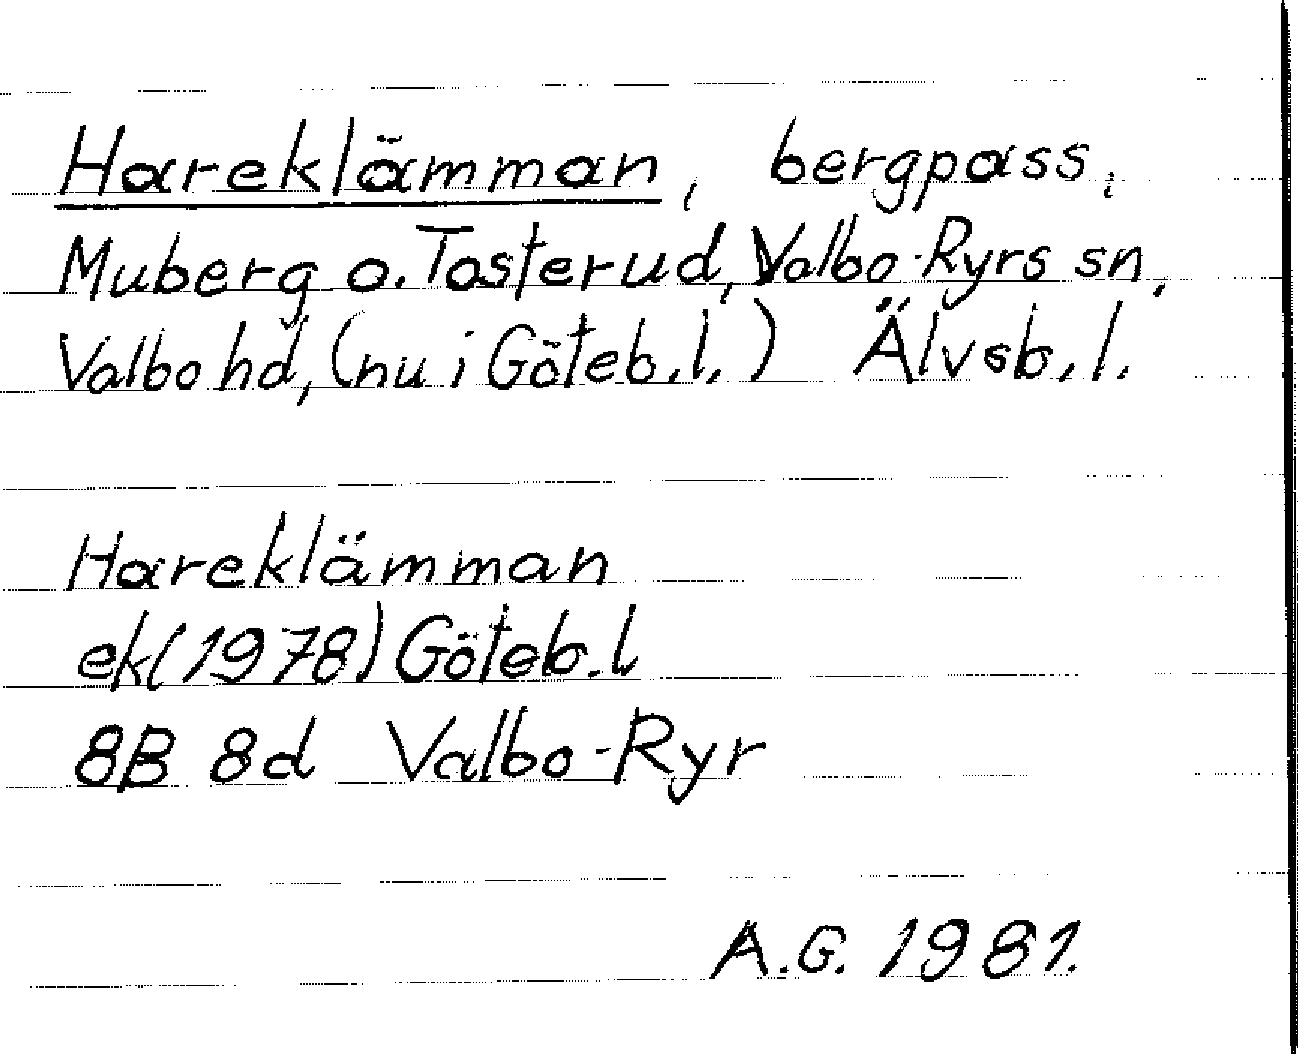 Hareklämman, bergpass,
Muberg o. Tosterud, Valbo-Ryrs sn,
Valbo hd, (nu i Göteb.l.) Älvsb.l.
Hareklämman
ek(1978) Göteb.l
8B 8d Valbo-Ryr
A.G. 1981.